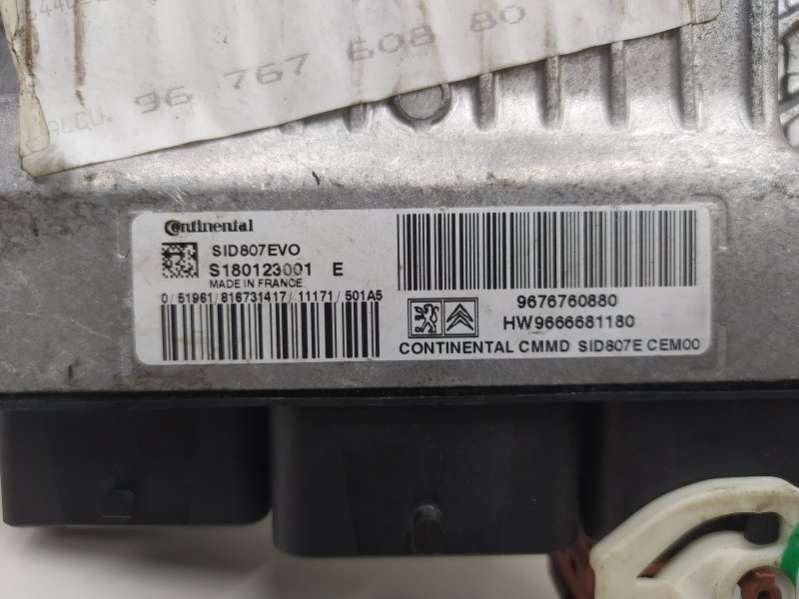 96 767 608 80
Continental
SID807EVO
S180123001 E
MADE IN FRANCE
0/51961/816731417/11171/501A5
9676760880
HW9666681180
CONTINENTAL CMMD SID807E CEM00